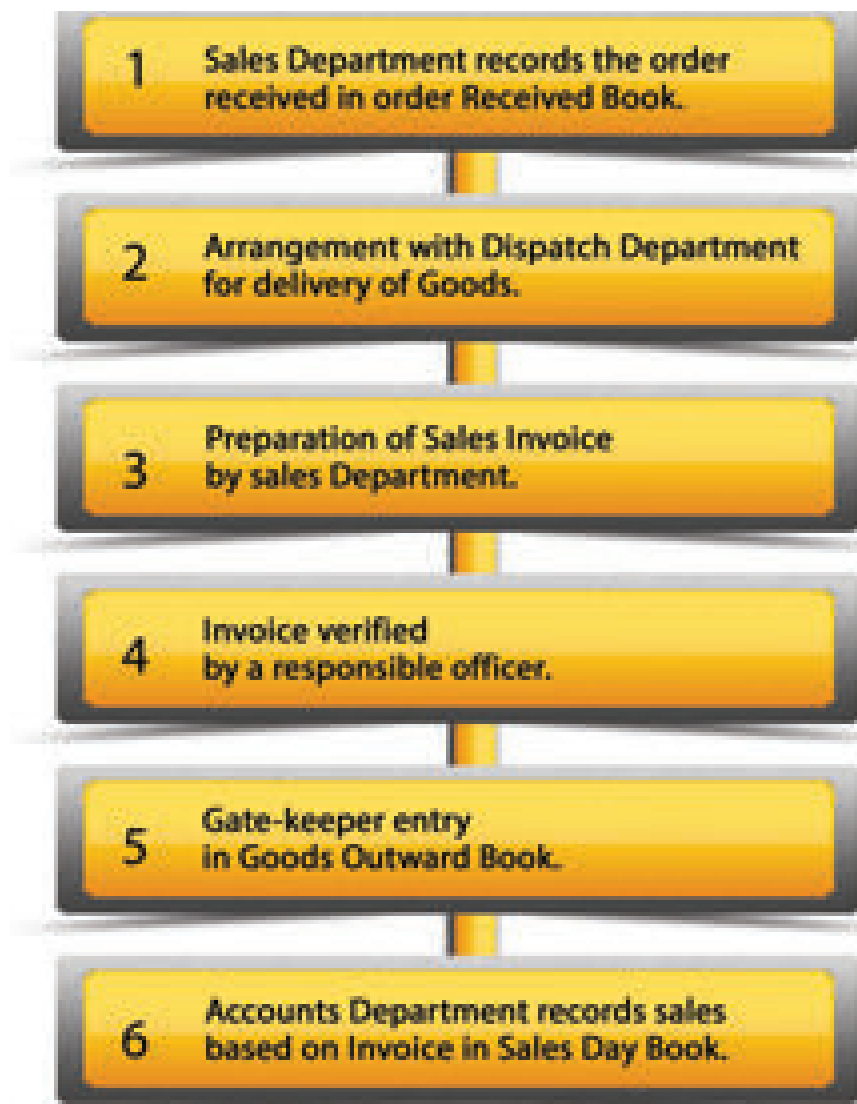 1 Sales Department records the order
received in order Received Book.
2 Arrangement with Dispatch Department
for delivery of Goods.
3 Preparation of Sales Invoice
by sales Department.
4 Invoice verified
by a responsible officer.
5 Gate-keeper entry
in Goods Outward Book.
6 Accounts Department records sales
based on Invoice in Sales Day Book.